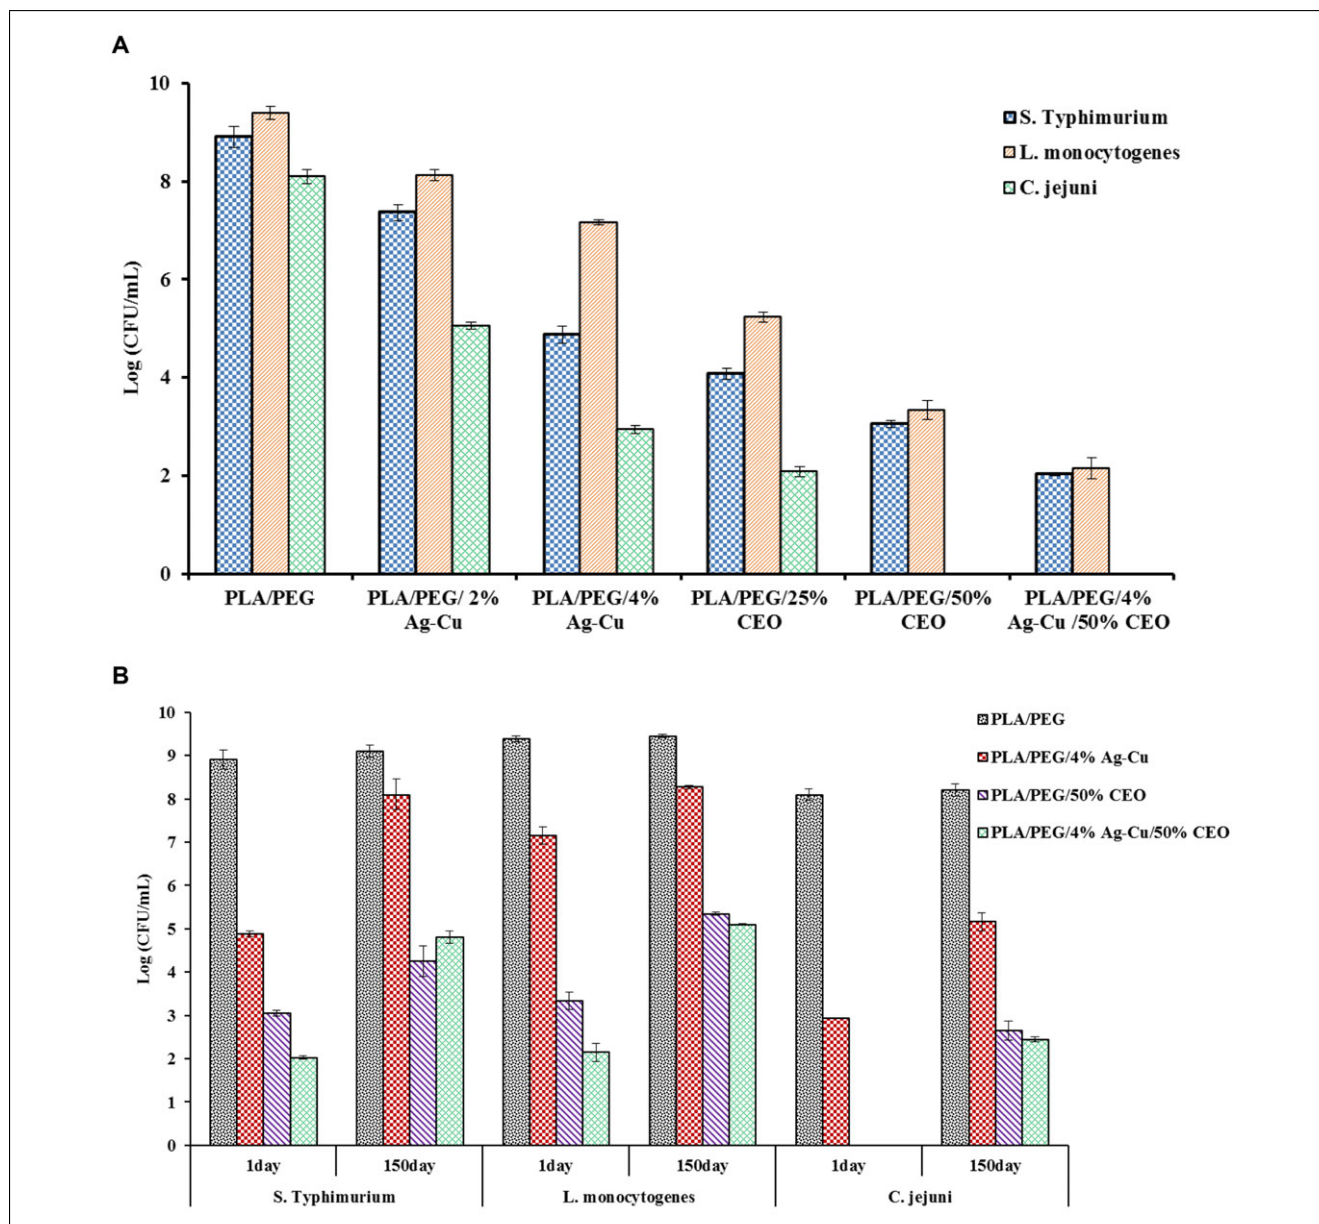 A
10
8
6
4
2
0
Log (CFU/mL)
S. Typhimurium
L. monocytogenes
C. jejuni
PLA/PEG PLA/PEG/ 2% PLA/PEG/4% PLA/PEG/25% PLA/PEG/50% PLA/PEG/4%
Ag-Cu Ag-Cu CEO CEO Ag-Cu /50% CEO
B
10
9
8
7
6
5
4
3
2
1
0
Log (CFU/mL)
PLA/PEG
PLA/PEG/4% Ag-Cu
PLA/PEG/50% CEO
PLA/PEG/4% Ag-Cu/50% CEO
1day 150day 1day 150day 1day 150day
S. Typhimurium L. monocytogenes C. jejuni